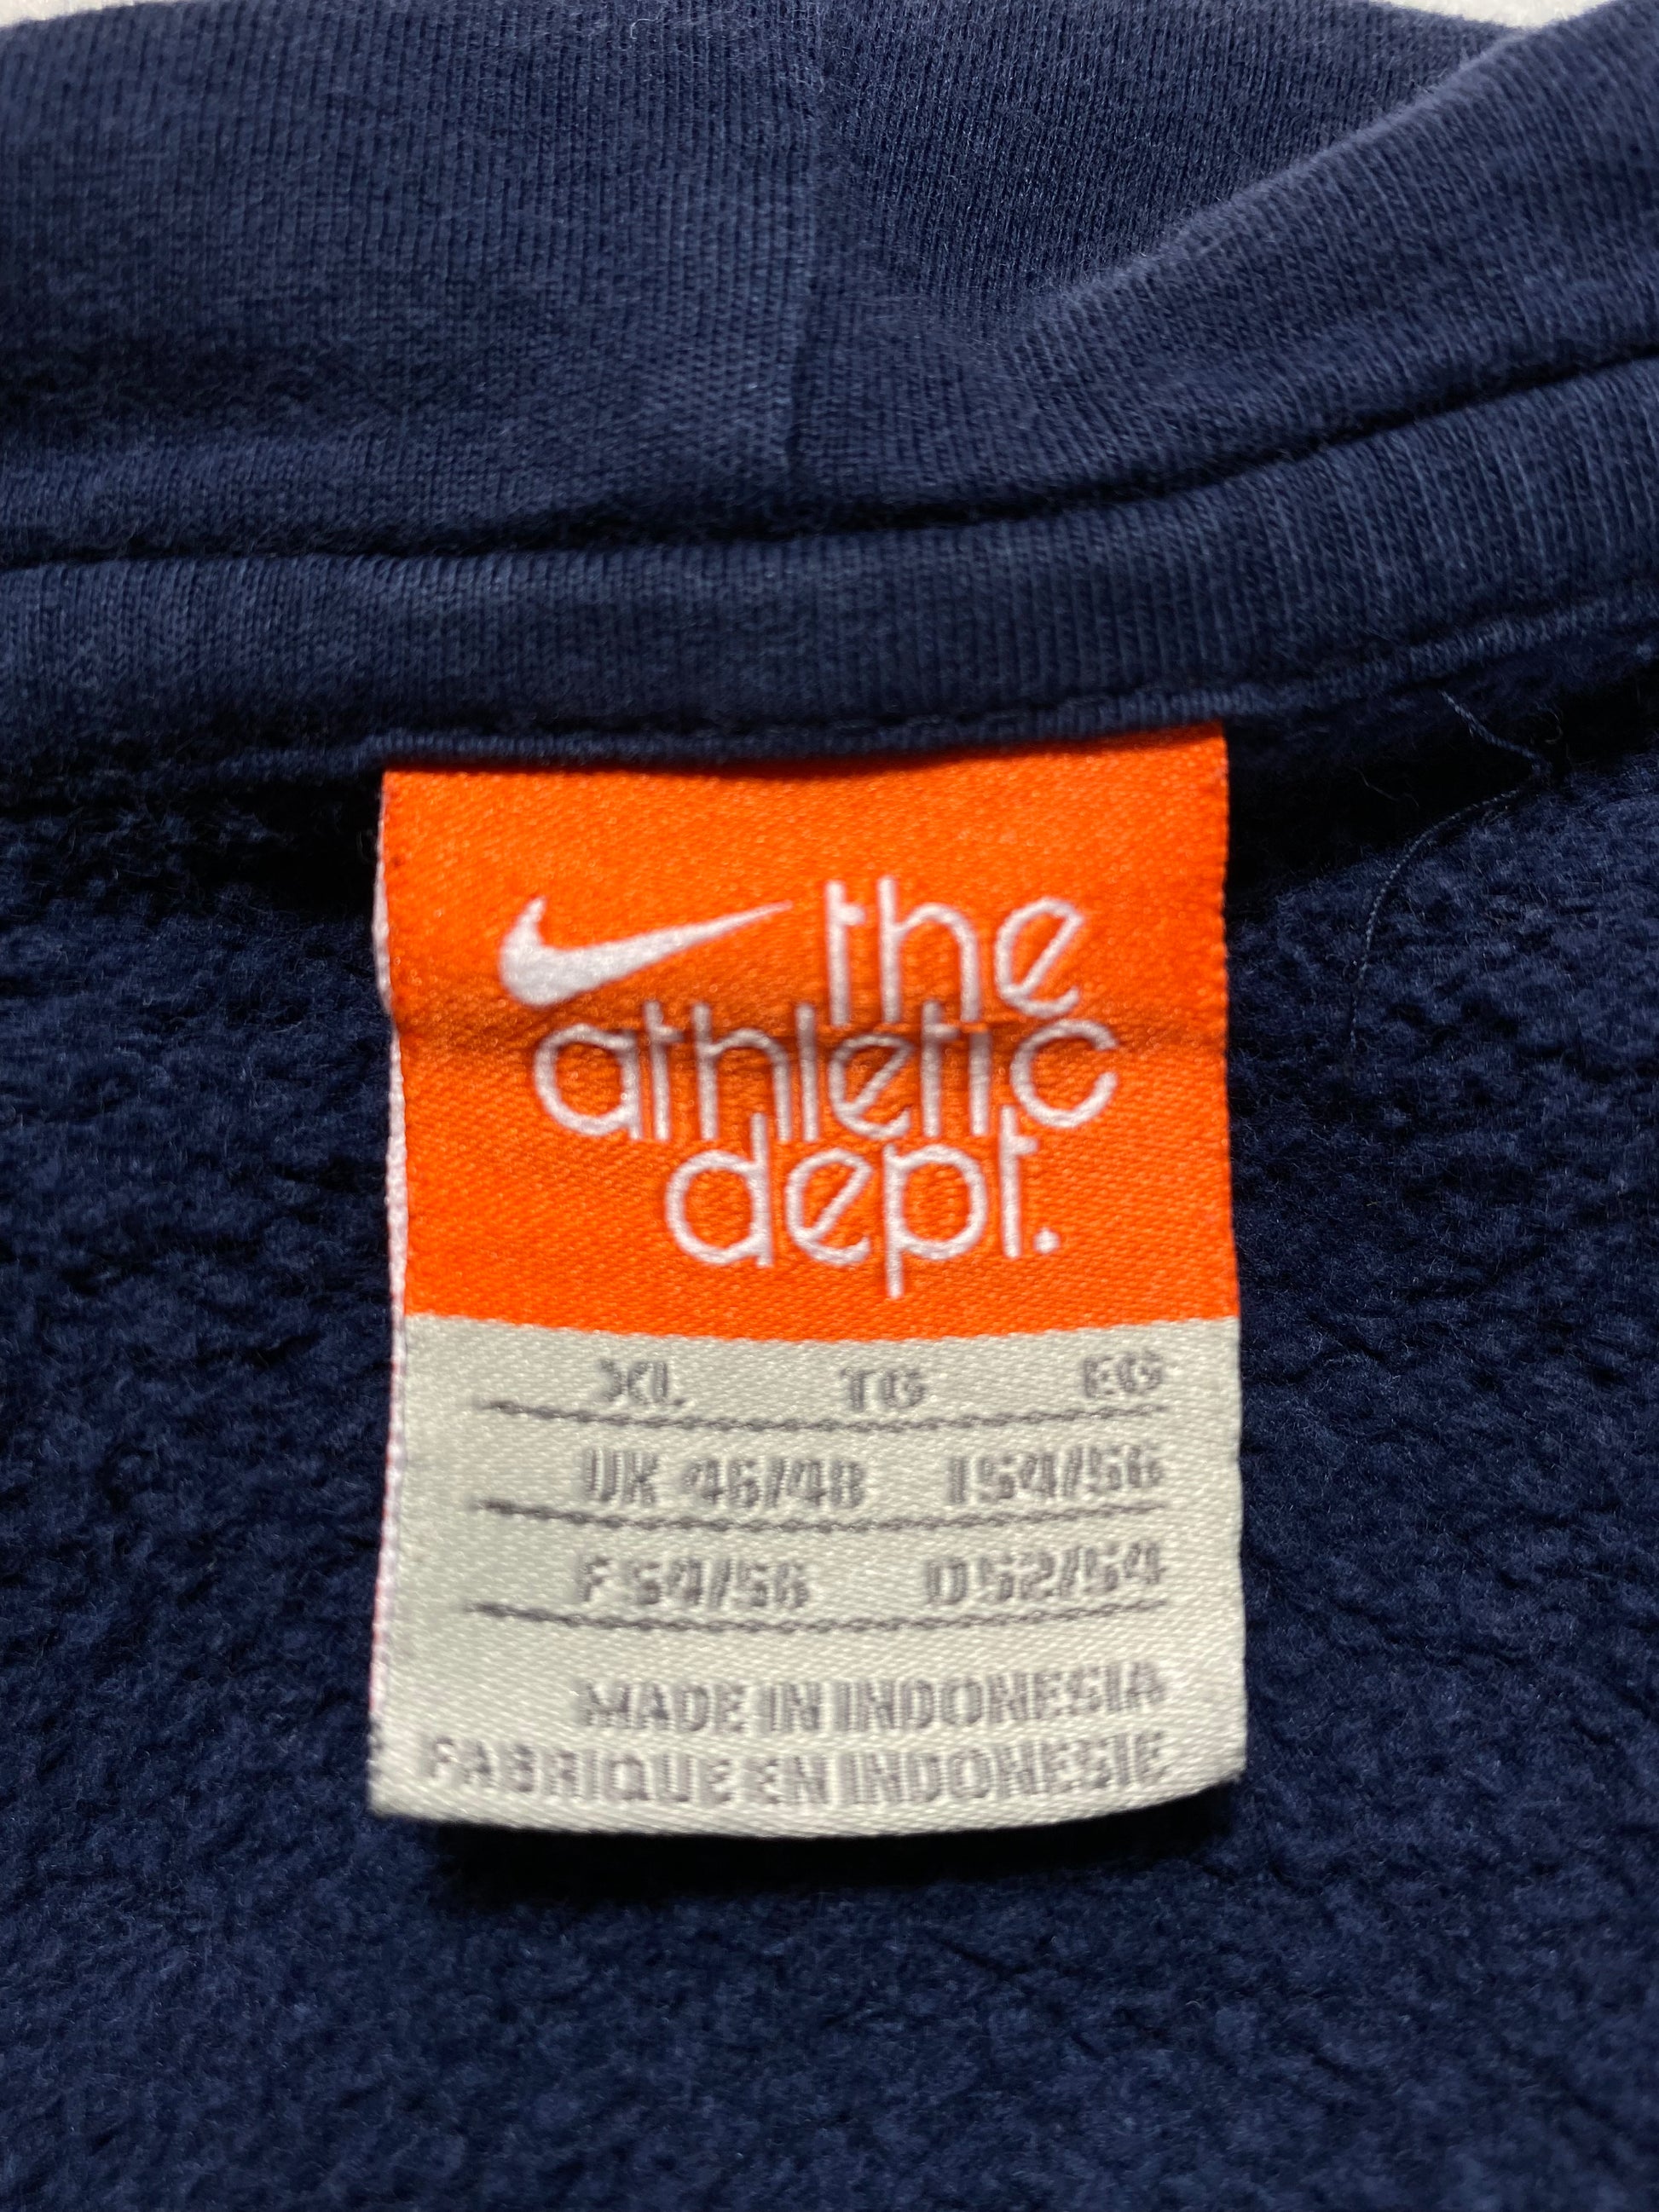 the
athletic
dept.
XL TG EG
UK 46/48 I 54/56
F 54/56 D 52/54
MADE IN INDONESIA
FABRIQUE EN INDONESIE